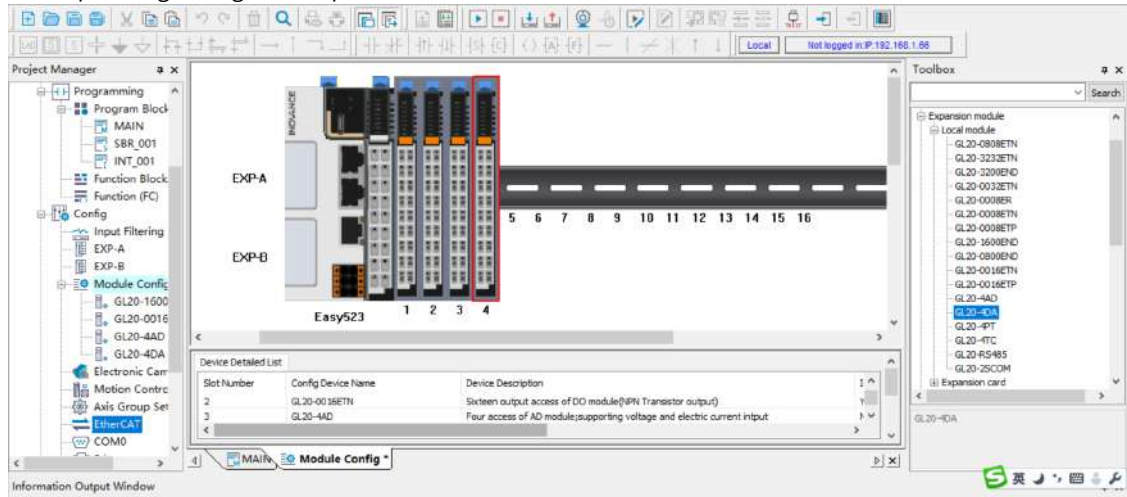 Local
Not logged in:IP:192.168.1.66
Project Manager
Programming
Program Block
MAIN
SBR_001
INT_001
Function Block
Function (FC)
Config
Input Filtering
EXP-A
EXP-B
Module Config
GL20-1600
GL20-0016
GL20-4AD
GL20-4DA
Electronic Cam
Motion Contro
Axis Group Set
EtherCAT
COM0
INOVANCE
EXP-A
EXP-B
Easy523
1 2 3 4
5 6 7 8 9 10 11 12 13 14 15 16
Device Detailed List
Slot Number Config Device Name Device Description
2 GL20-0016ETN Sixteen output access of DO module(NPN Transistor output)
3 GL20-4AD Four access of AD module;supporting voltage and electric current intput
MAIN Module Config *
Toolbox
Search
Expansion module
Local module
GL20-0808ETN
GL20-3232ETN
GL20-3200END
GL20-0032ETN
GL20-0008ER
GL20-0008ETN
GL20-0008ETP
GL20-1600END
GL20-0800END
GL20-0016ETN
GL20-0016ETP
GL20-4AD
GL20-4DA
GL20-4PT
GL20-4TC
GL20-RS485
GL20-2SCOM
Expansion card
GL20-4DA
Information Output Window
英